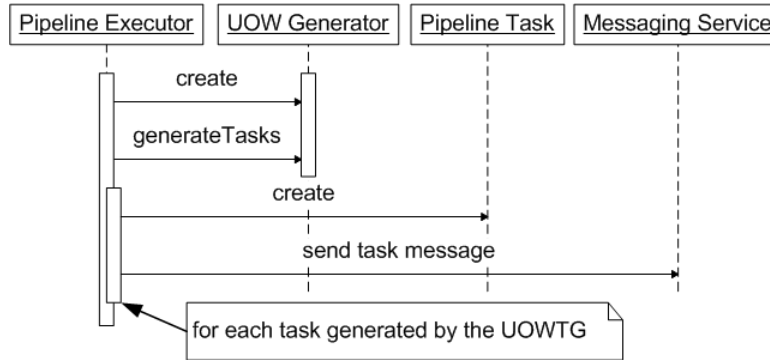 Pipeline Executor
UOW Generator
Pipeline Task
Messaging Service
create
generateTasks
create
send task message
for each task generated by the UOWTG